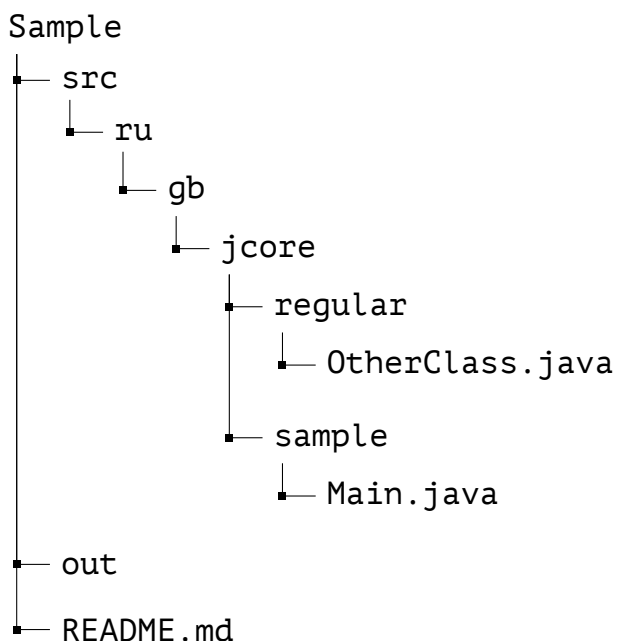 Sample
src
ru
gb
jcore
regular
OtherClass.java
sample
Main.java
out
README.md